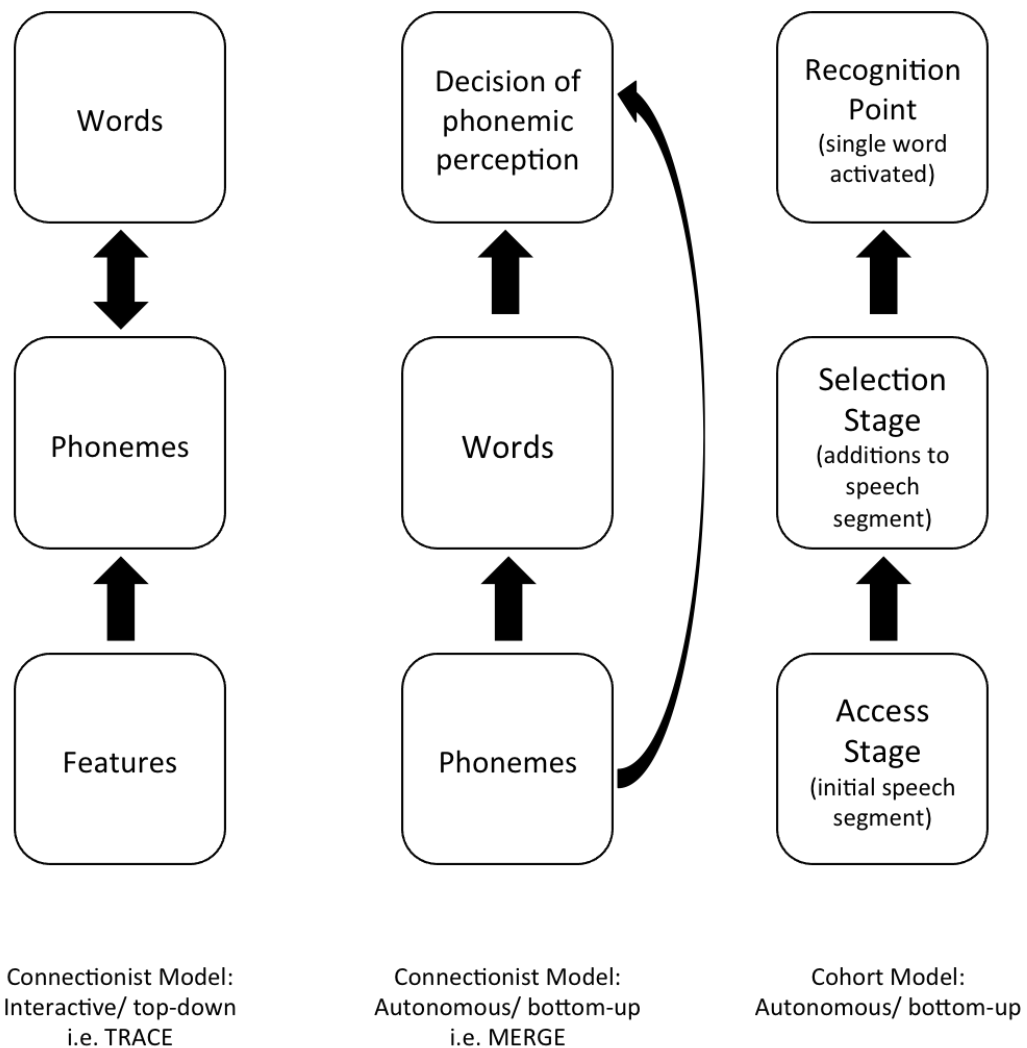 Words
Phonemes
Features
Connectionist Model:
Interactive/ top-down
i.e. TRACE
Decision of
phonemic
perception
Words
Phonemes
Connectionist Model:
Autonomous/ bottom-up
i.e. MERGE
Recognition
Point
(single word
activated)
Selection
Stage
(additions to
speech
segment)
Access
Stage
(initial speech
segment)
Cohort Model:
Autonomous/ bottom-up